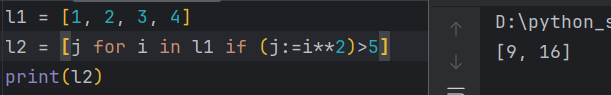 l1 = [1, 2, 3, 4]
l2 = [j for i in l1 if (j:=i**2)>5]
print(l2)
D:\python_s
[9, 16]